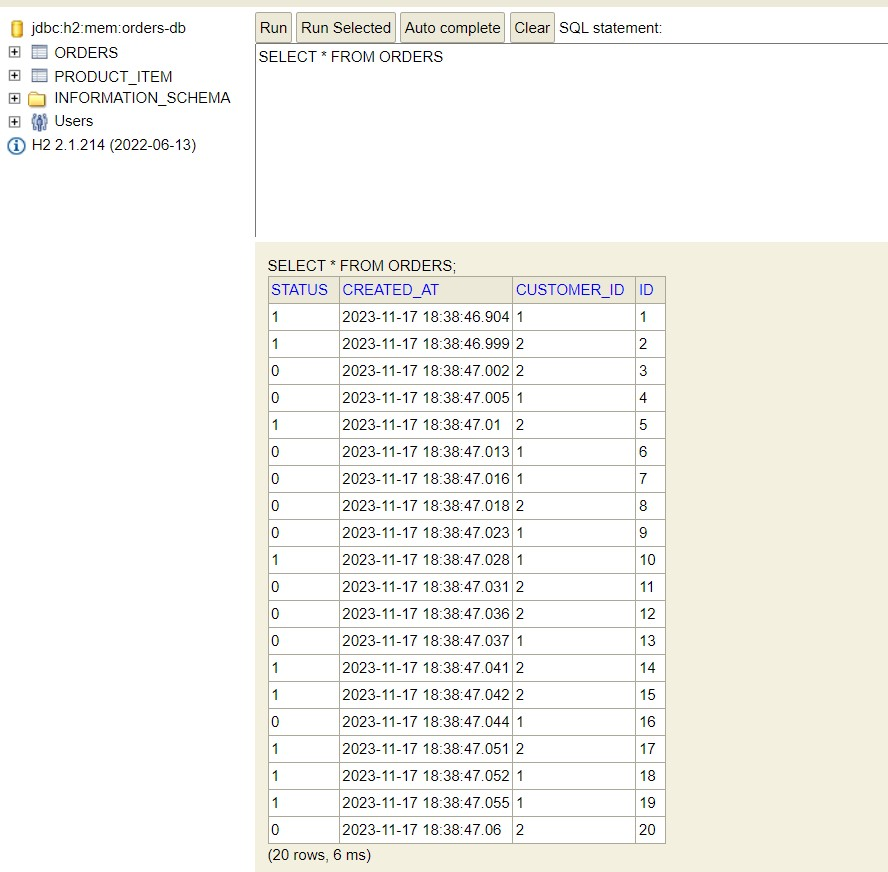 jdbc:h2:mem:orders-db
ORDERS
PRODUCT_ITEM
INFORMATION_SCHEMA
Users
H2 2.1.214 (2022-06-13)
Run Run Selected Auto complete Clear SQL statement:
SELECT * FROM ORDERS
SELECT * FROM ORDERS;
STATUS CREATED_AT CUSTOMER_ID ID
1 2023-11-17 18:38:46.904 1 1
1 2023-11-17 18:38:46.999 2 2
0 2023-11-17 18:38:47.002 2 3
0 2023-11-17 18:38:47.005 1 4
1 2023-11-17 18:38:47.01 2 5
0 2023-11-17 18:38:47.013 1 6
0 2023-11-17 18:38:47.016 1 7
0 2023-11-17 18:38:47.018 2 8
0 2023-11-17 18:38:47.023 1 9
1 2023-11-17 18:38:47.028 1 10
0 2023-11-17 18:38:47.031 2 11
0 2023-11-17 18:38:47.036 2 12
0 2023-11-17 18:38:47.037 1 13
1 2023-11-17 18:38:47.041 2 14
1 2023-11-17 18:38:47.042 2 15
0 2023-11-17 18:38:47.044 1 16
1 2023-11-17 18:38:47.051 2 17
1 2023-11-17 18:38:47.052 1 18
1 2023-11-17 18:38:47.055 1 19
0 2023-11-17 18:38:47.06 2 20
(20 rows, 6 ms)